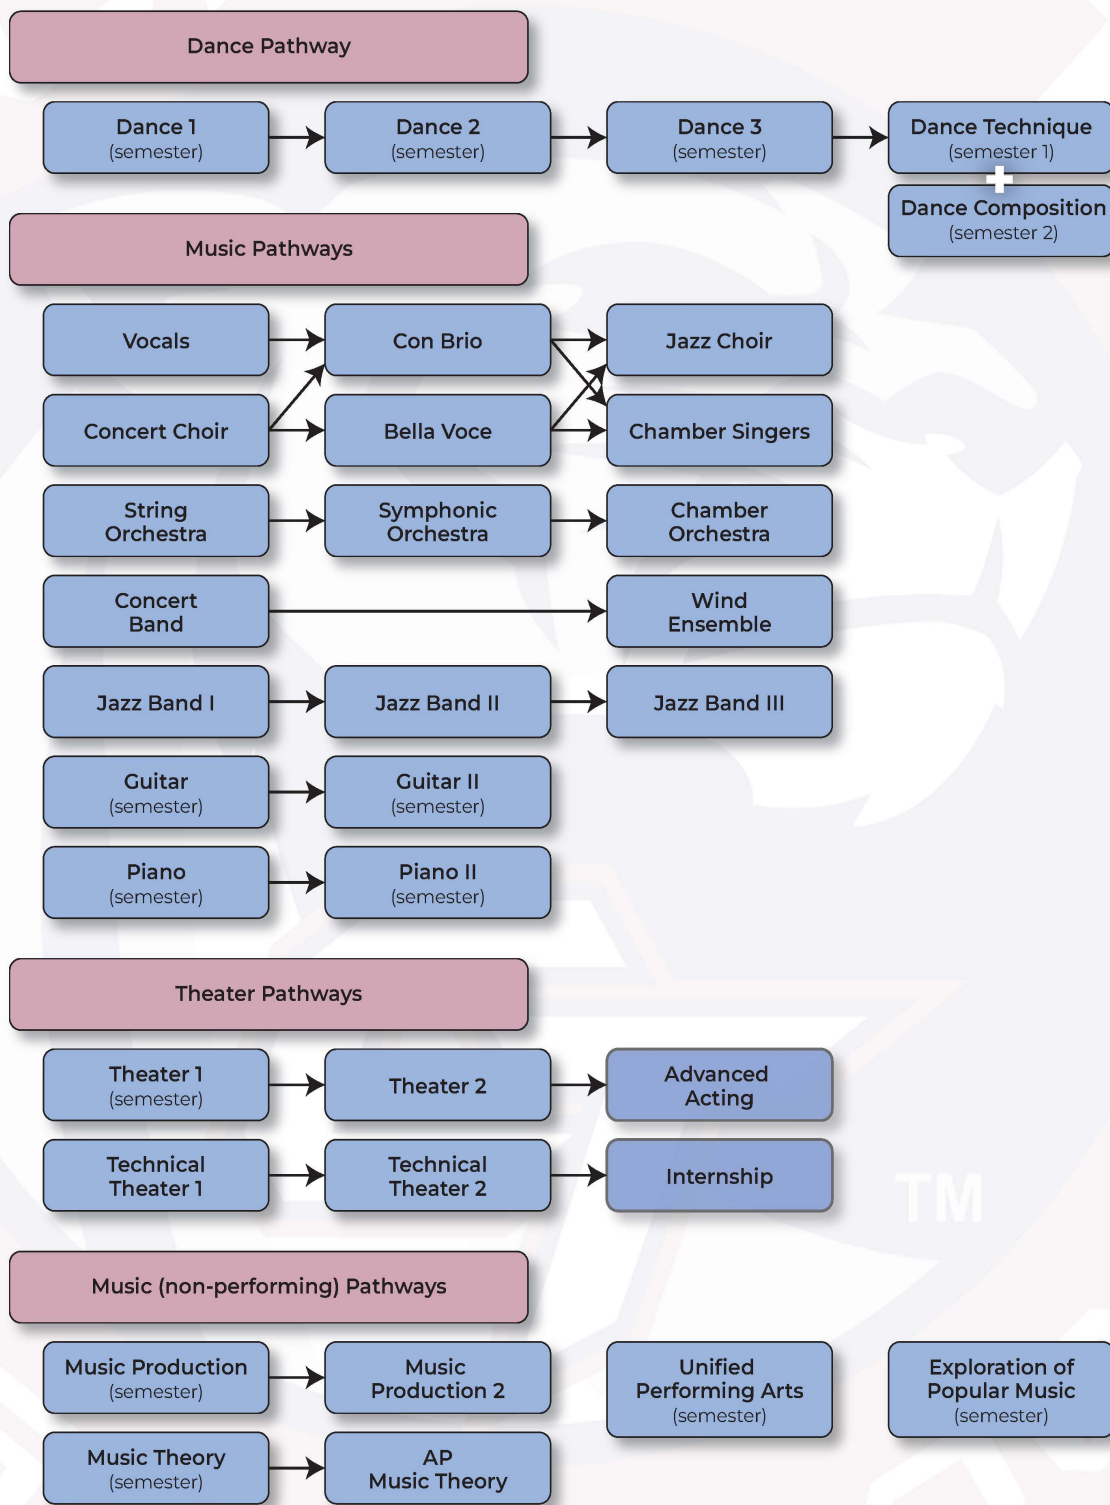 Dance Pathway
Dance 1
(semester)
Dance 2
(semester)
Dance 3
(semester)
Dance Technique
(semester 1)
+
Dance Composition
(semester 2)
Music Pathways
Vocals
Con Brio
Jazz Choir
Concert Choir
Bella Voce
Chamber Singers
String
Orchestra
Symphonic
Orchestra
Chamber
Orchestra
Concert
Band
Wind
Ensemble
Jazz Band I
Jazz Band II
Jazz Band III
Guitar
(semester)
Guitar II
(semester)
Piano
(semester)
Piano II
(semester)
Theater Pathways
Theater 1
(semester)
Theater 2
Advanced
Acting
Technical
Theater 1
Technical
Theater 2
Internship
TM
Music (non-performing) Pathways
Music Production
(semester)
Music
Production 2
Unified
Performing Arts
(semester)
Exploration of
Popular Music
(semester)
Music Theory
(semester)
AP
Music Theory